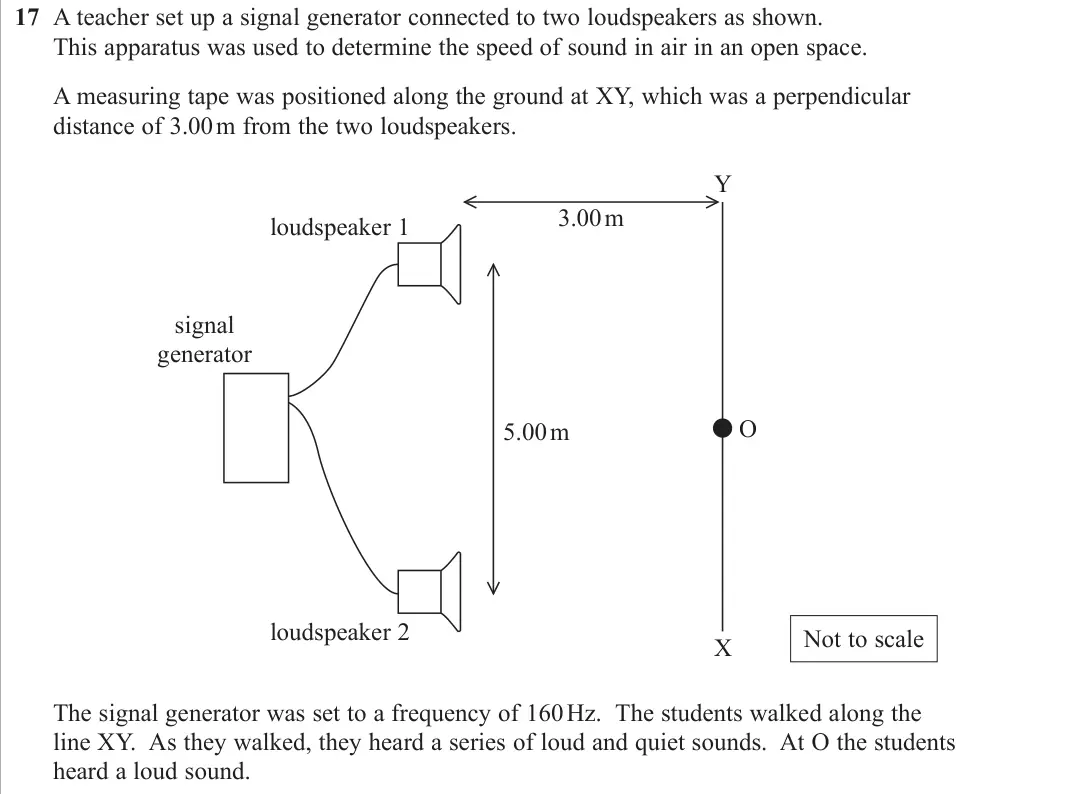 17 A teacher set up a signal generator connected to two loudspeakers as shown.
This apparatus was used to determine the speed of sound in air in an open space.
A measuring tape was positioned along the ground at XY, which was a perpendicular
distance of 3.00 m from the two loudspeakers.
Y
3.00 m
loudspeaker 1
signal
generator
5.00 m
O
loudspeaker 2
X
Not to scale
The signal generator was set to a frequency of 160 Hz. The students walked along the
line XY. As they walked, they heard a series of loud and quiet sounds. At O the students
heard a loud sound.